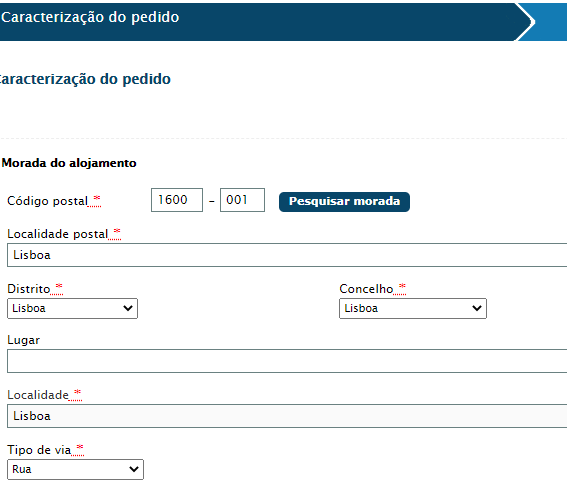 Caracterização do pedido
Caracterização do pedido
Morada do alojamento
Código postal * 1600 - 001 Pesquisar morada
Localidade postal *
Lisboa
Distrito * Concelho *
Lisboa Lisboa
Lugar
Localidade *
Lisboa
Tipo de via *
Rua